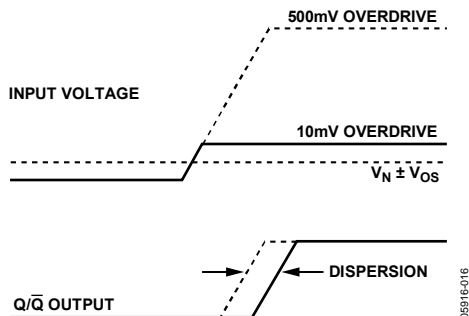 500mV OVERDRIVE
INPUT VOLTAGE
10mV OVERDRIVE
V_N ± V_OS
DISPERSION
Q/Q̅ OUTPUT
05916-016